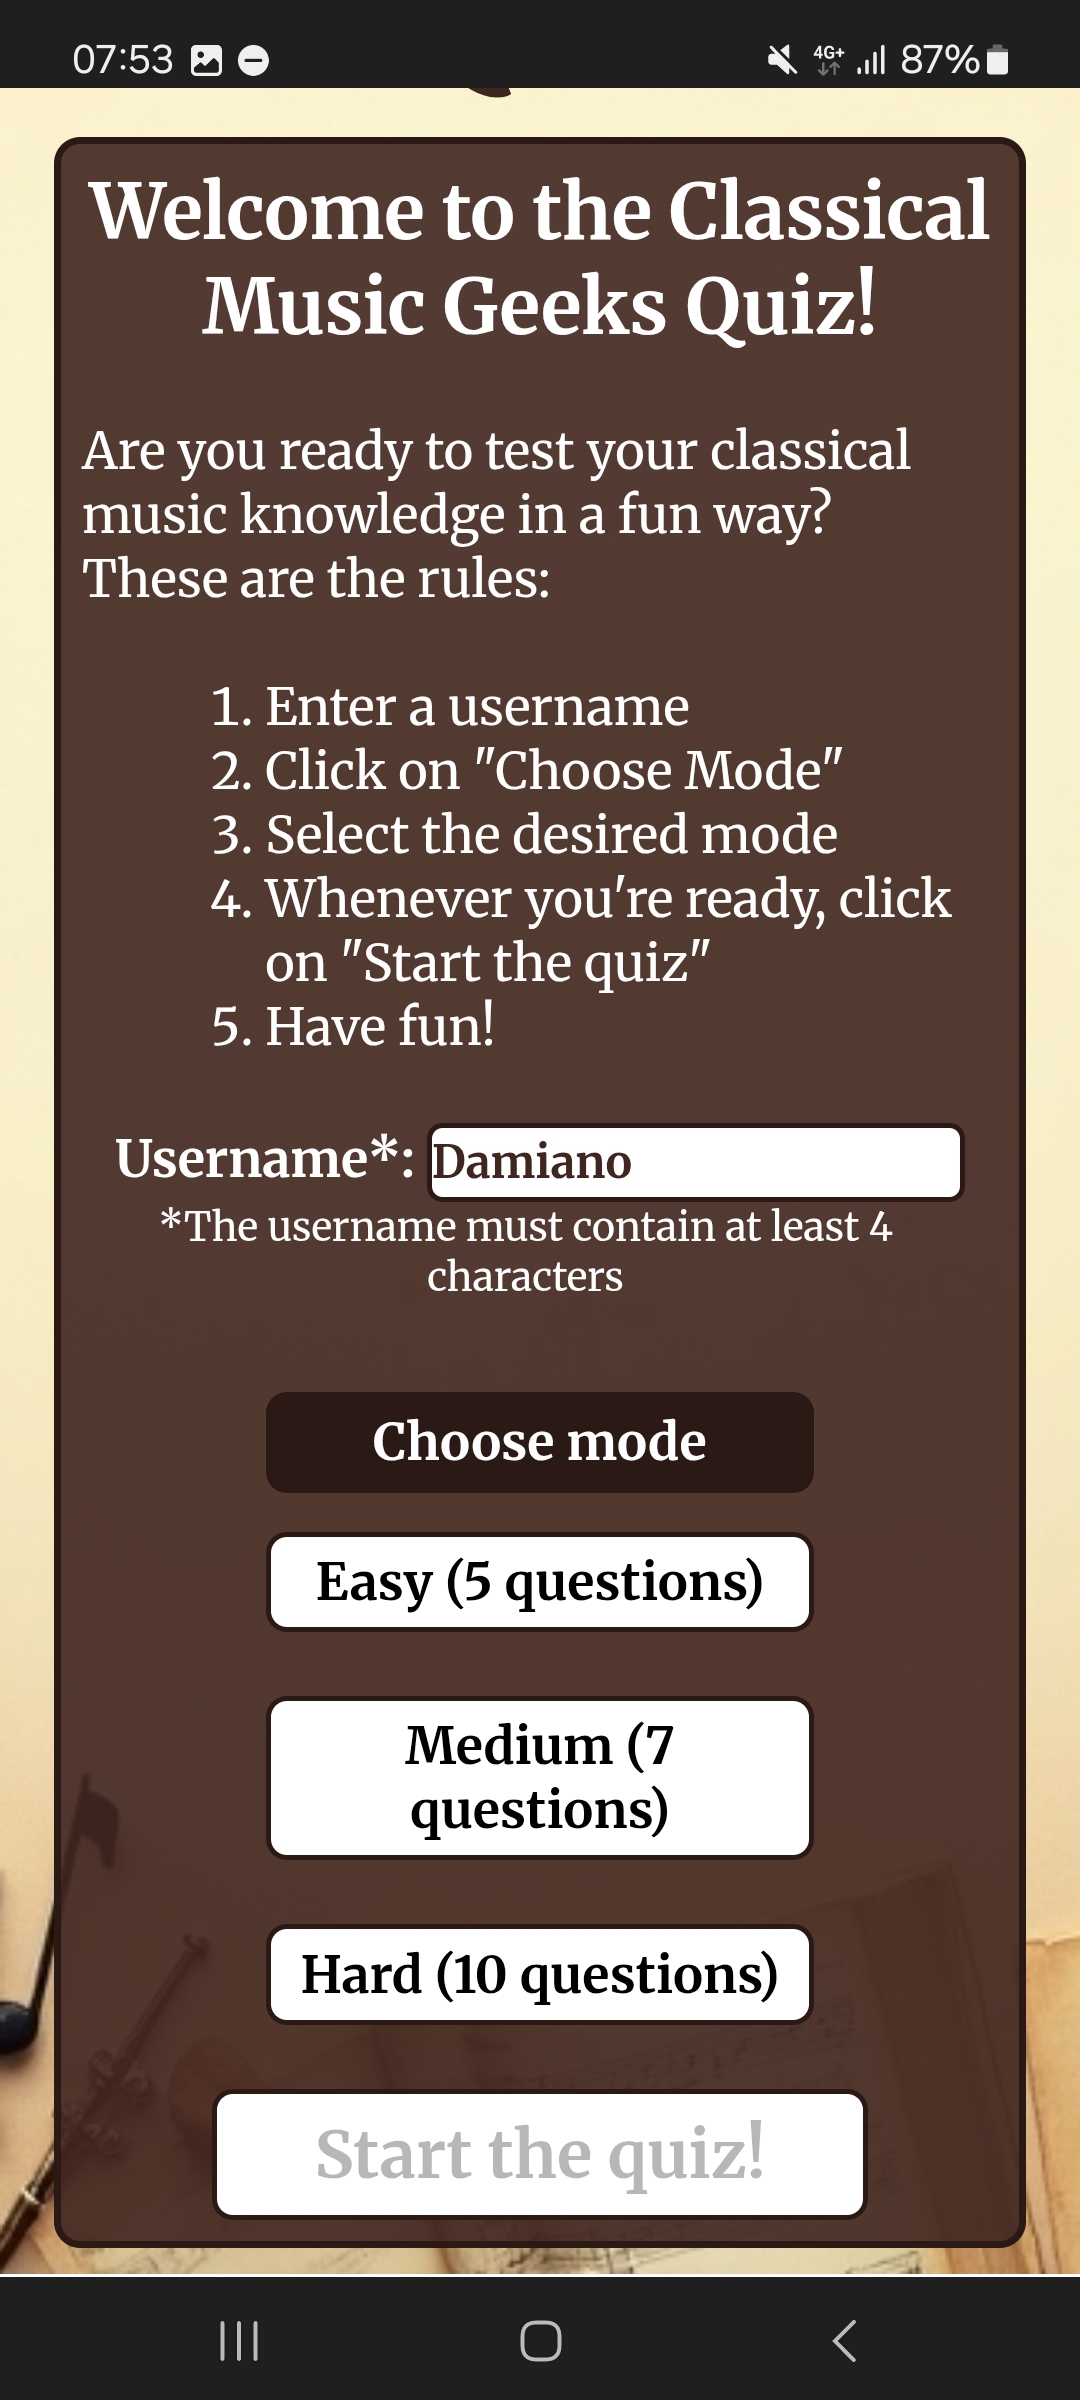 07:53
4G+
87%
Welcome to the Classical
Music Geeks Quiz!
Are you ready to test your classical
music knowledge in a fun way?
These are the rules:
1. Enter a username
2. Click on "Choose Mode"
3. Select the desired mode
4. Whenever you're ready, click
on "Start the quiz"
5. Have fun!
Username*: Damiano
*The username must contain at least 4
characters
Choose mode
Easy (5 questions)
Medium (7
questions)
Hard (10 questions)
Start the quiz!